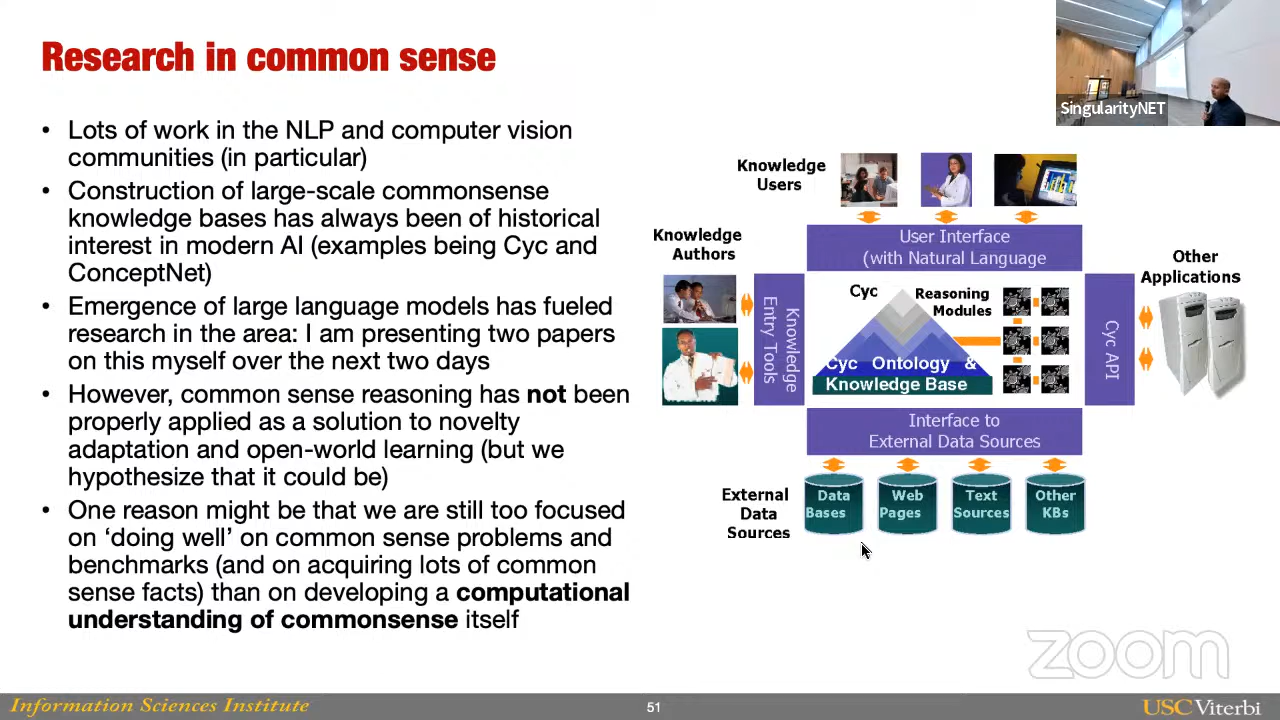 Research in common sense
SingularityNET
• Lots of work in the NLP and computer vision
communities (in particular)
• Construction of large-scale commonsense
knowledge bases has always been of historical
interest in modern AI (examples being Cyc and
ConceptNet)
• Emergence of large language models has fueled
research in the area: I am presenting two papers
on this myself over the next two days
• However, common sense reasoning has not been
properly applied as a solution to novelty
adaptation and open-world learning (but we
hypothesize that it could be)
• One reason might be that we are still too focused
on ‘doing well’ on common sense problems and
benchmarks (and on acquiring lots of common
sense facts) than on developing a computational
understanding of commonsense itself
Knowledge
Users
Knowledge
Authors
User Interface
(with Natural Language
Other
Applications
Knowledge
Entry Tools
Cyc
Reasoning
Modules
Cyc Ontology &
Knowledge Base
Cyc API
Interface to
External Data Sources
External
Data
Sources
Data
Bases
Web
Pages
Text
Sources
Other
KBs
zoom
Information Sciences Institute
51
USC Viterbi